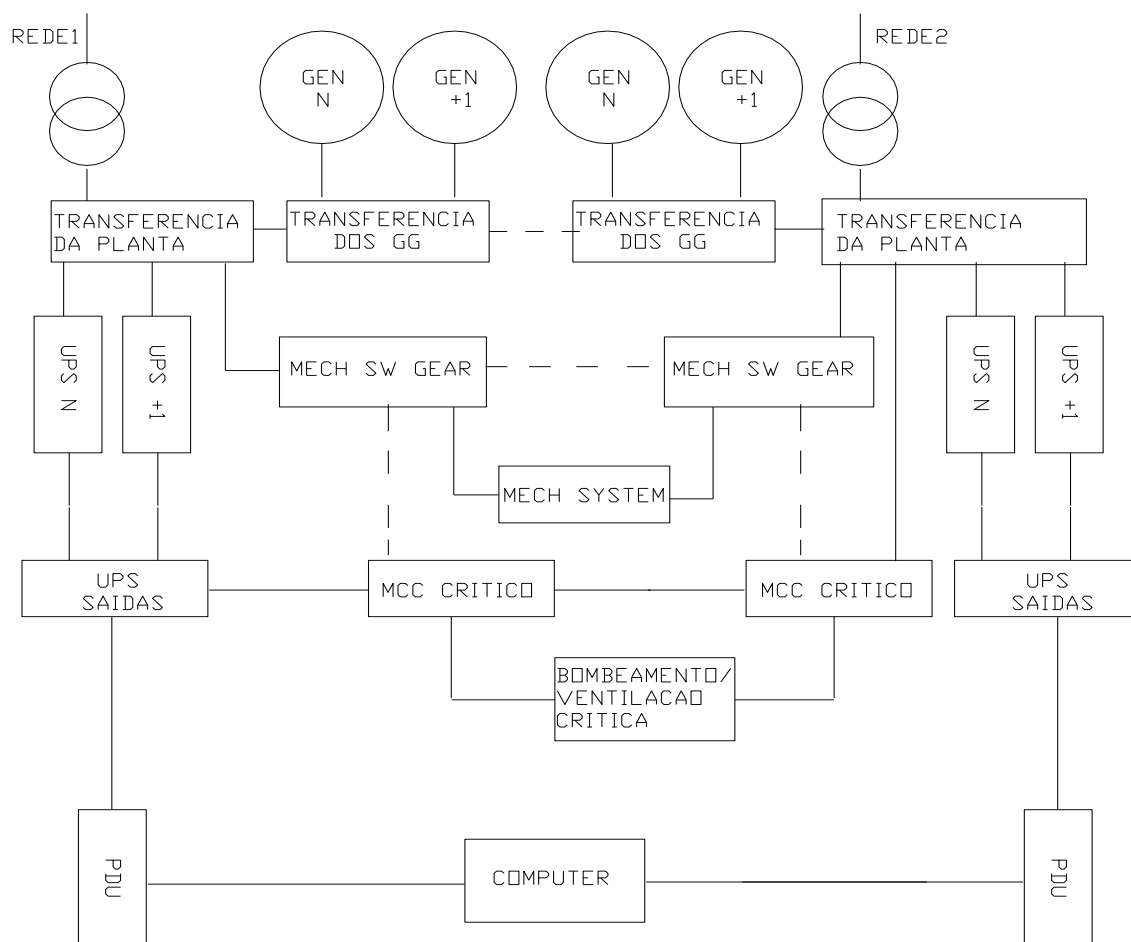 REDE1
GEN
N
GEN
+1
GEN
N
GEN
+1
REDE2
TRANSFERENCIA
DA PLANTA
TRANSFERENCIA
DOS GG
TRANSFERENCIA
DOS GG
TRANSFERENCIA
DA PLANTA
UPS N
UPS +1
MECH SW GEAR
MECH SW GEAR
UPS N
UPS +1
MECH SYSTEM
UPS
SAIDAS
MCC CRITICO
MCC CRITICO
UPS
SAIDAS
BOMBEAMENTO/
VENTILACAO
CRITICA
PDU
COMPUTER
PDU